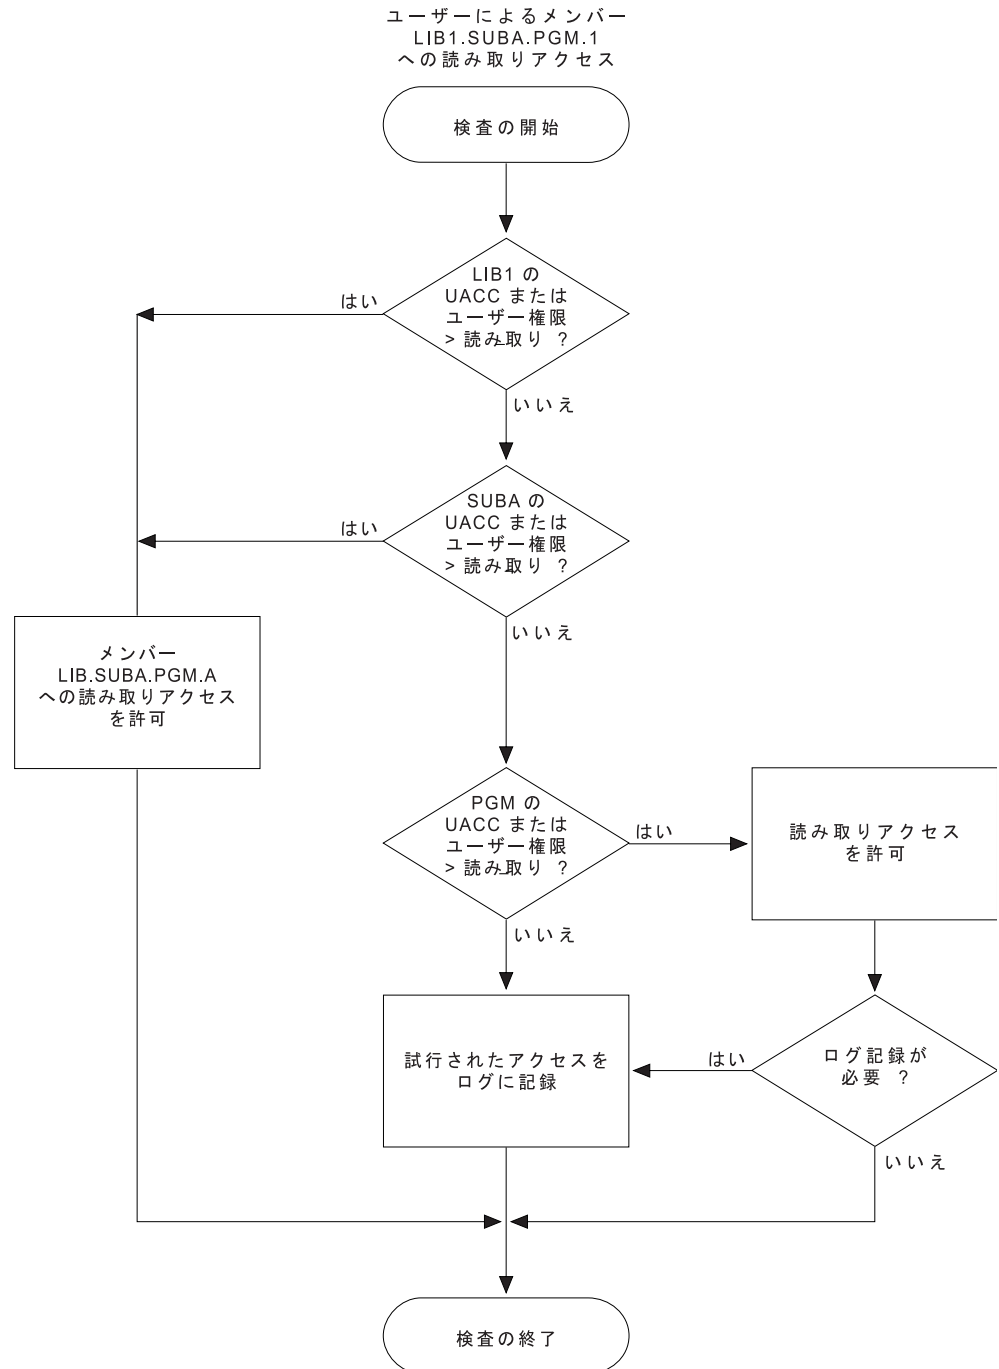 ユーザーによるメンバー
LIB1.SUBA.PGM.1
への読み取りアクセス
検査の開始
LIB1 の
UACC または
ユーザー権限
> 読み取り ?
はい
いいえ
SUBA の
UACC または
ユーザー権限
> 読み取り ?
はい
いいえ
メンバー
LIB.SUBA.PGM.A
への読み取りアクセス
を許可
PGM の
UACC または
ユーザー権限
> 読み取り ?
はい
いいえ
読み取りアクセス
を許可
試行されたアクセスを
ログに記録
はい
ログ記録が
必要 ?
いいえ
検査の終了